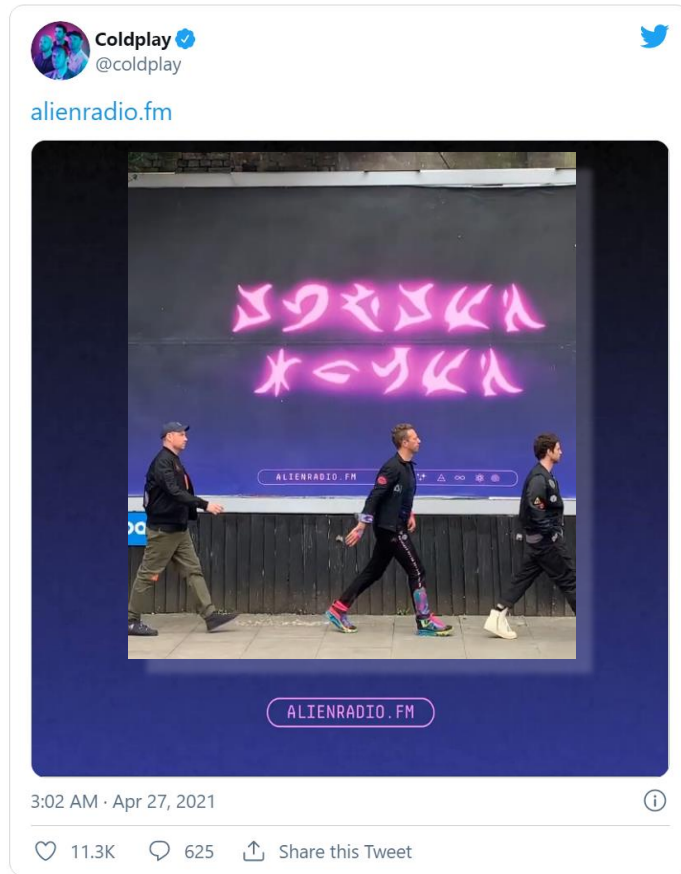 Coldplay
@coldplay
alienradio.fm
ALIENRADIO.FM
ALIENRADIO.FM
3:02 AM · Apr 27, 2021
11.3K 625 Share this Tweet